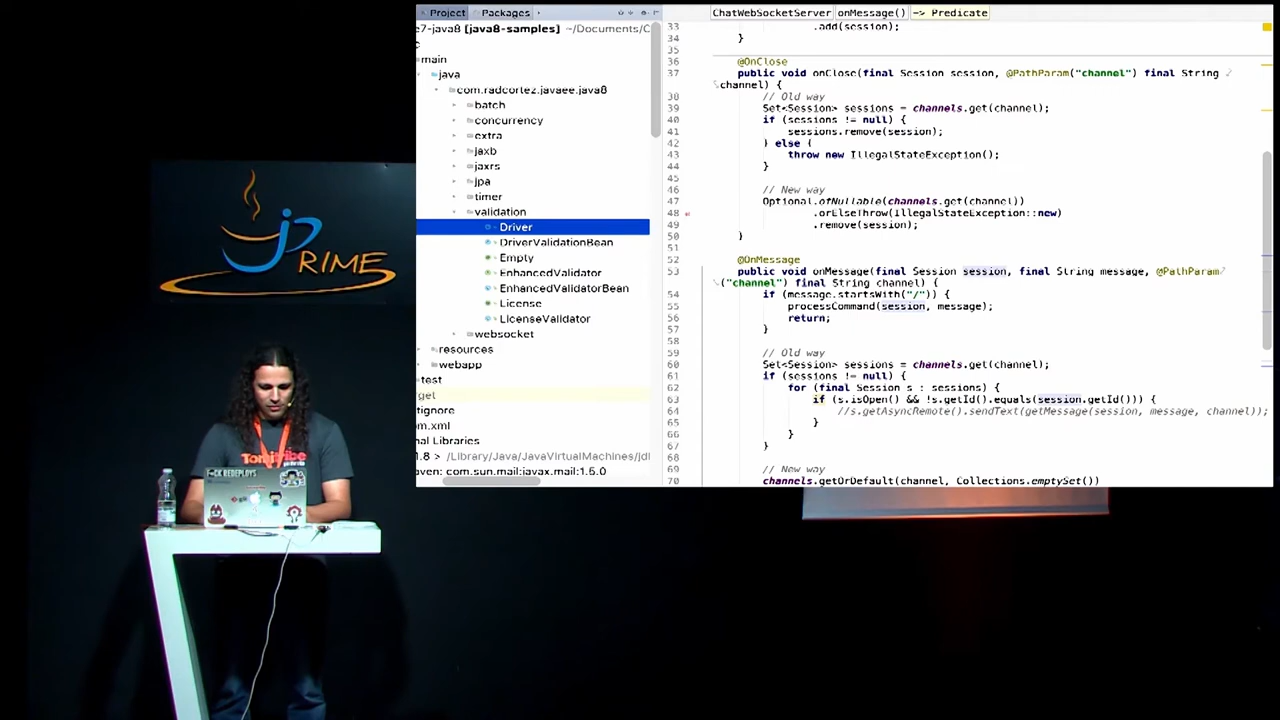 Project Packages
e7-java8 [java8-samples] ~/Documents/C
c
main
java
com.radcortez.javaee.java8
batch
concurrency
extra
jaxb
jaxrs
jpa
timer
validation
Driver
DriverValidationBean
Empty
EnhancedValidator
EnhancedValidatorBean
License
LicenseValidator
websocket
resources
webapp
test
get
tignore
om.xml
nal Libraries
1.8 > /Library/Java/JavaVirtualMachines/jd
aven: com.sun.mail:javax.mail:1.5.0
ChatWebSocketServer onMessage() -> Predicate
33 .add(session);
34 }
35
36 @OnClose
37 public void onClose(final Session session, @PathParam("channel") final String
channel) {
38 // Old way
39 Set<Session> sessions = channels.get(channel);
40 if (sessions != null) {
41 sessions.remove(session);
42 } else {
43 throw new IllegalStateException();
44 }
45
46 // New way
47 Optional.ofNullable(channels.get(channel))
48 .orElseThrow(IllegalStateException::new)
49 .remove(session);
50 }
51
52 @OnMessage
53 public void onMessage(final Session session, final String message, @PathParam
("channel") final String channel) {
54 if (message.startsWith("/")) {
55 processCommand(session, message);
56 return;
57 }
58
59 // Old way
60 Set<Session> sessions = channels.get(channel);
61 if (sessions != null) {
62 for (final Session s : sessions) {
63 if (s.isOpen() && !s.getId().equals(session.getId())) {
64 //s.getAsyncRemote().sendText(getMessage(session, message, channel));
65 }
66 }
67 }
68
69 // New way
70 channels.getOrDefault(channel, Collections.emptySet())
jPRIME
Tomitribe
F*CK REDEPLOYS